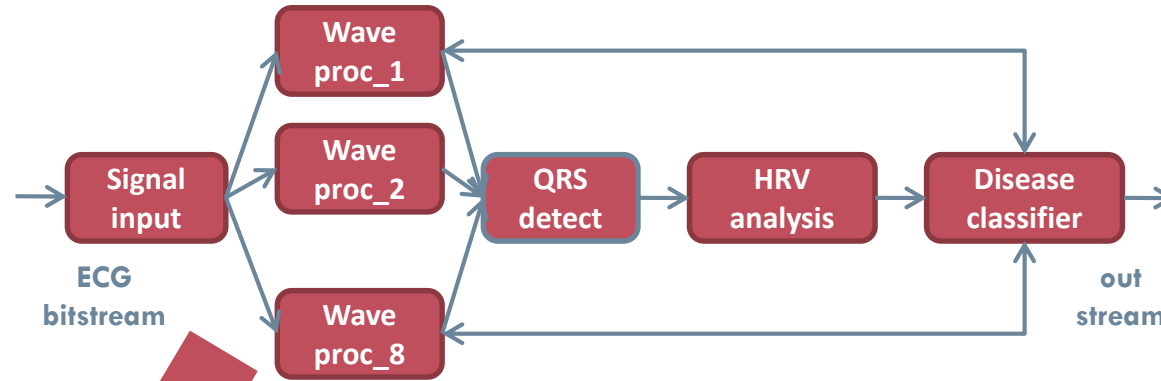 Wave
proc_1
Signal
input
Wave
proc_2
QRS
detect
HRV
analysis
Disease
classifier
ECG
bitstream
out
stream
Wave
proc_8